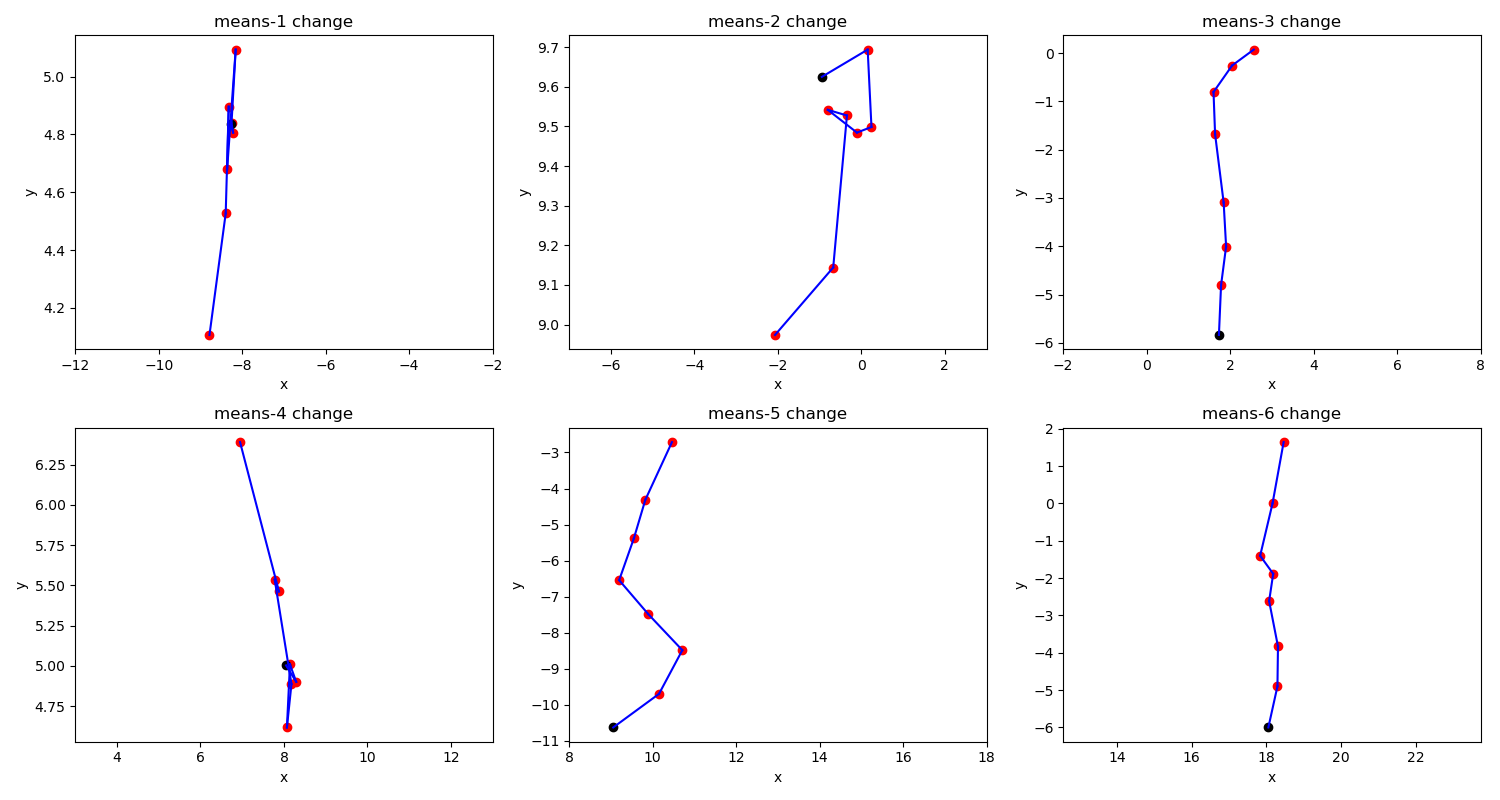 means-1 change
5.0
4.8
4.6
4.4
4.2
y
−12 −10 −8 −6 −4 −2
x
means-2 change
9.7
9.6
9.5
9.4
9.3
9.2
9.1
9.0
y
−6 −4 −2 0 2
x
means-3 change
0
−1
−2
−3
−4
−5
−6
y
−2 0 2 4 6 8
x
means-4 change
6.25
6.00
5.75
5.50
5.25
5.00
4.75
y
4 6 8 10 12
x
means-5 change
−3
−4
−5
−6
−7
−8
−9
−10
−11
y
8 10 12 14 16 18
x
means-6 change
2
1
0
−1
−2
−3
−4
−5
−6
y
14 16 18 20 22
x